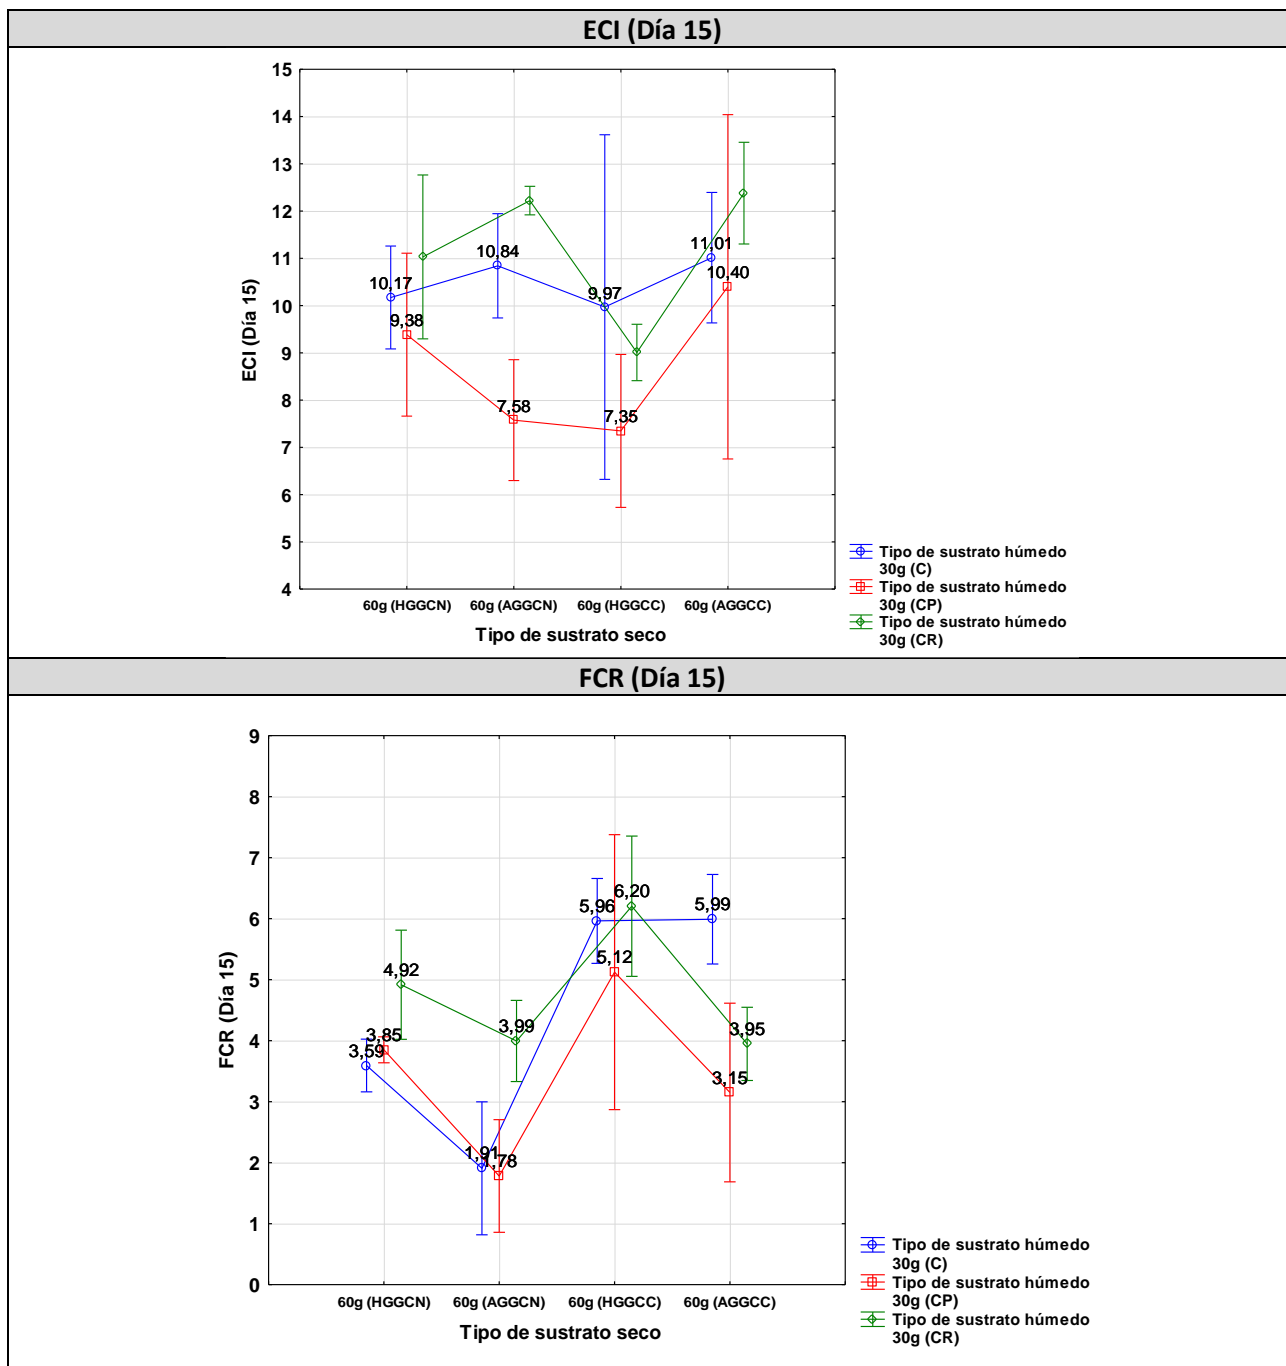 ECI (Día 15)
15
14
13
12
11
10
9
8
7
6
5
4
ECI (Día 15)
10,17
10,84
9,97
11,01
9,38
7,58
7,35
10,40
60g (HGGCN)
60g (AGGCN)
60g (HGGCC)
60g (AGGCC)
Tipo de sustrato seco
Tipo de sustrato húmedo
30g (C)
Tipo de sustrato húmedo
30g (CP)
Tipo de sustrato húmedo
30g (CR)
FCR (Día 15)
9
8
7
6
5
4
3
2
1
0
FCR (Día 15)
3,59
1,91
5,96
5,99
3,85
1,78
5,12
3,15
4,92
3,99
6,20
3,95
60g (HGGCN)
60g (AGGCN)
60g (HGGCC)
60g (AGGCC)
Tipo de sustrato seco
Tipo de sustrato húmedo
30g (C)
Tipo de sustrato húmedo
30g (CP)
Tipo de sustrato húmedo
30g (CR)